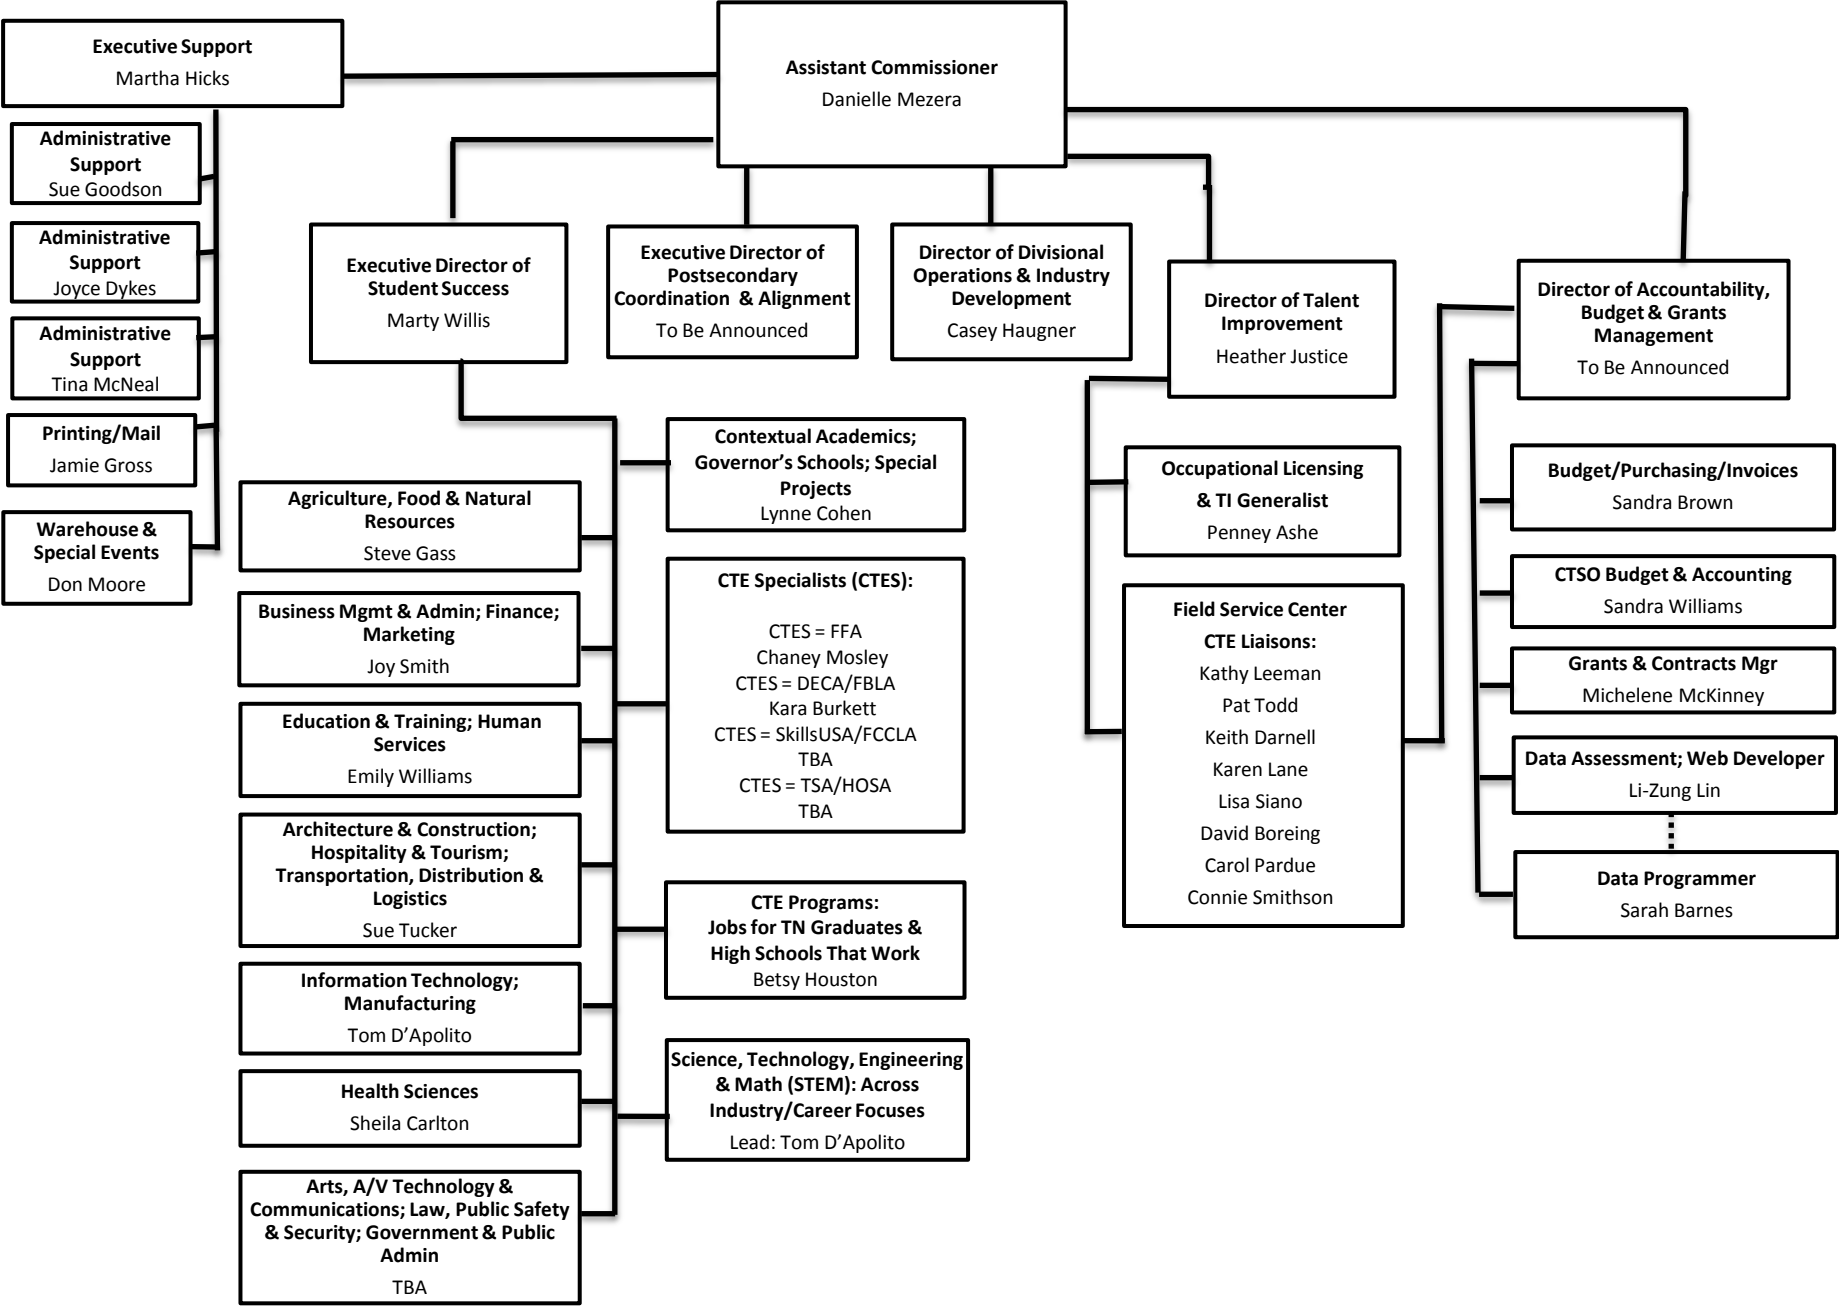 Executive Support
Martha Hicks
Assistant Commissioner
Danielle Mezera
Administrative
Support
Sue Goodson
Administrative
Support
Joyce Dykes
Administrative
Support
Tina McNeal
Printing/Mail
Jamie Gross
Warehouse &
Special Events
Don Moore
Executive Director of
Student Success
Marty Willis
Executive Director of
Postsecondary
Coordination & Alignment
To Be Announced
Director of Divisional
Operations & Industry
Development
Casey Haugner
Director of Talent
Improvement
Heather Justice
Director of Accountability,
Budget & Grants
Management
To Be Announced
Agriculture, Food & Natural
Resources
Steve Gass
Business Mgmt & Admin; Finance;
Marketing
Joy Smith
Education & Training; Human
Services
Emily Williams
Architecture & Construction;
Hospitality & Tourism;
Transportation, Distribution &
Logistics
Sue Tucker
Information Technology;
Manufacturing
Tom D’Apolito
Health Sciences
Sheila Carlton
Arts, A/V Technology &
Communications; Law, Public Safety
& Security; Government & Public
Admin
TBA
Contextual Academics;
Governor’s Schools; Special
Projects
Lynne Cohen
CTE Specialists (CTES):
CTES = FFA
Chaney Mosley
CTES = DECA/FBLA
Kara Burkett
CTES = SkillsUSA/FCCLA
TBA
CTES = TSA/HOSA
TBA
CTE Programs:
Jobs for TN Graduates &
High Schools That Work
Betsy Houston
Science, Technology, Engineering
& Math (STEM): Across
Industry/Career Focuses
Lead: Tom D’Apolito
Occupational Licensing
& TI Generalist
Penney Ashe
Field Service Center
CTE Liaisons:
Kathy Leeman
Pat Todd
Keith Darnell
Karen Lane
Lisa Siano
David Boreing
Carol Pardue
Connie Smithson
Budget/Purchasing/Invoices
Sandra Brown
CTSO Budget & Accounting
Sandra Williams
Grants & Contracts Mgr
Michelene McKinney
Data Assessment; Web Developer
Li-Zung Lin
Data Programmer
Sarah Barnes